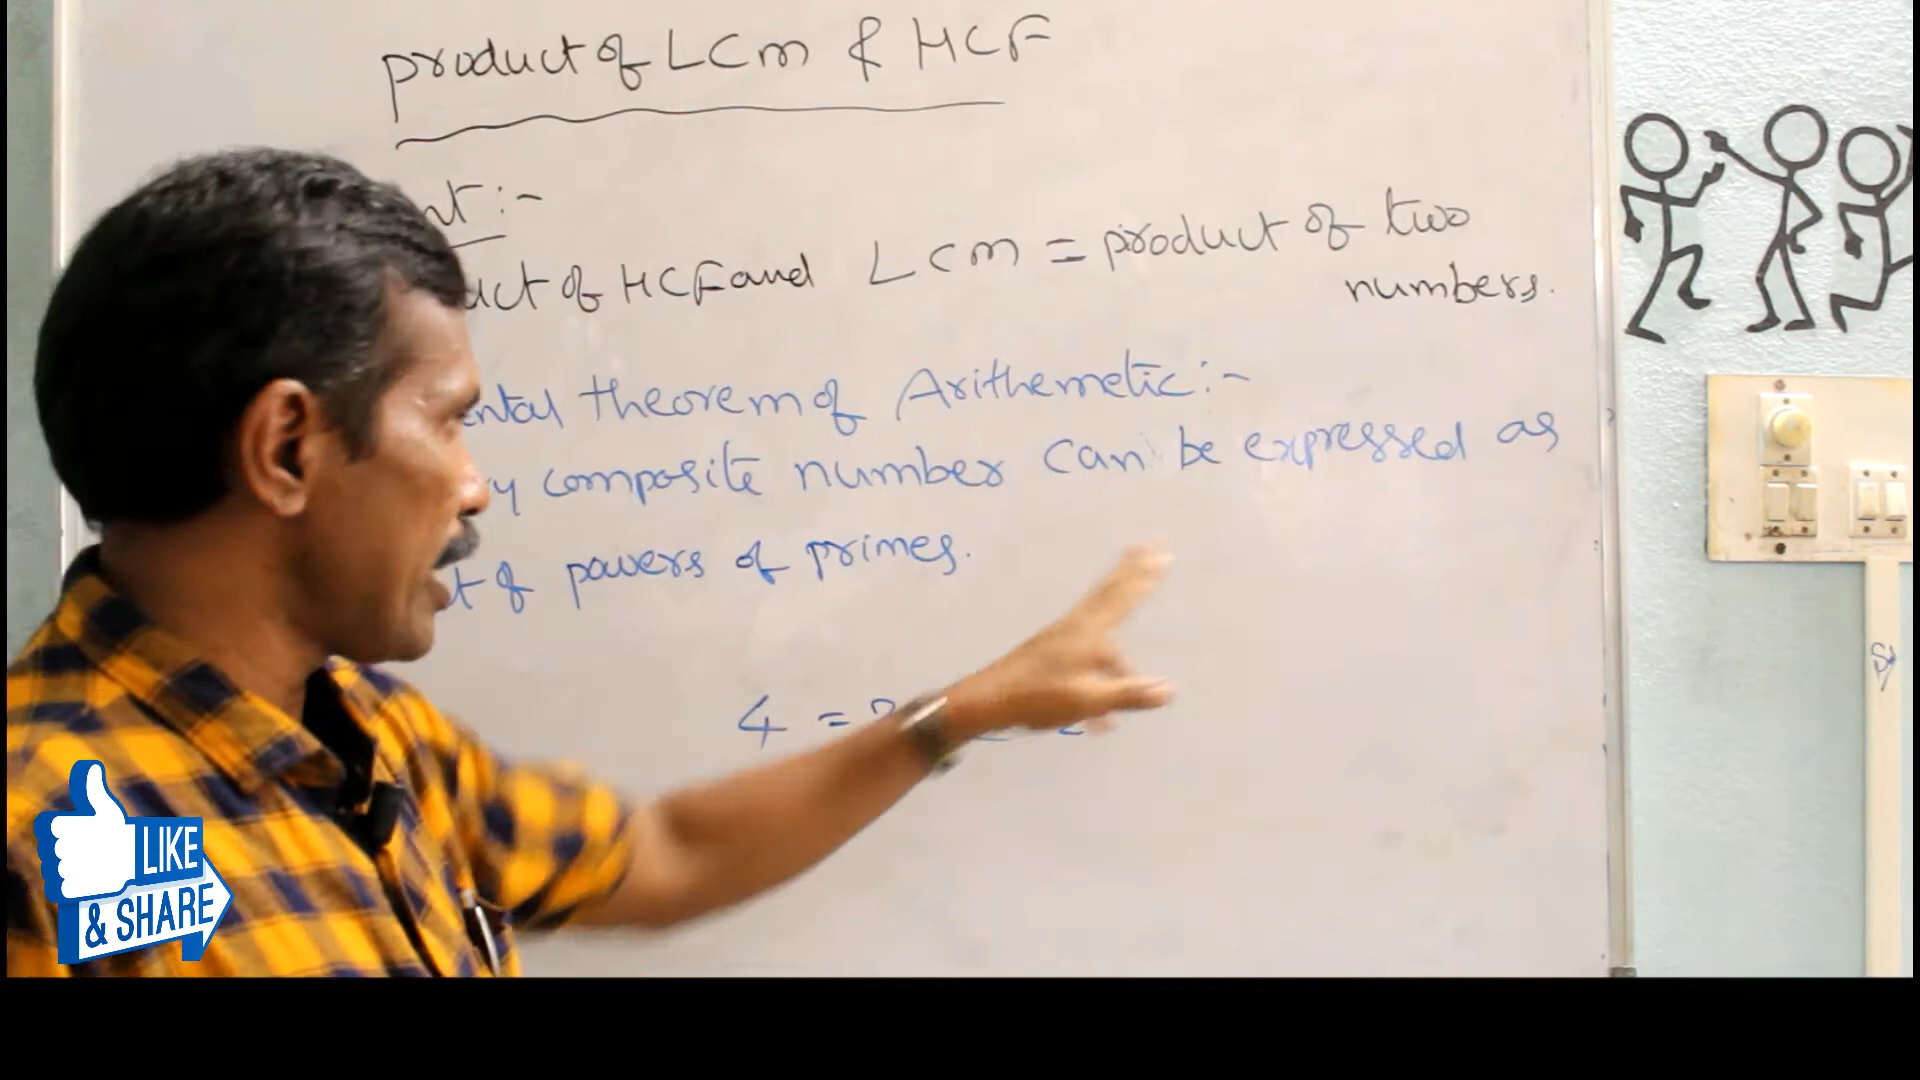 product of LCM & HCF
nt :-
uct of HCF and LCM = product of two
numbers.
ental theorem of Arithemetic :-
y composite number can be expressed as
t of powers of primes.
4 =
LIKE
& SHARE